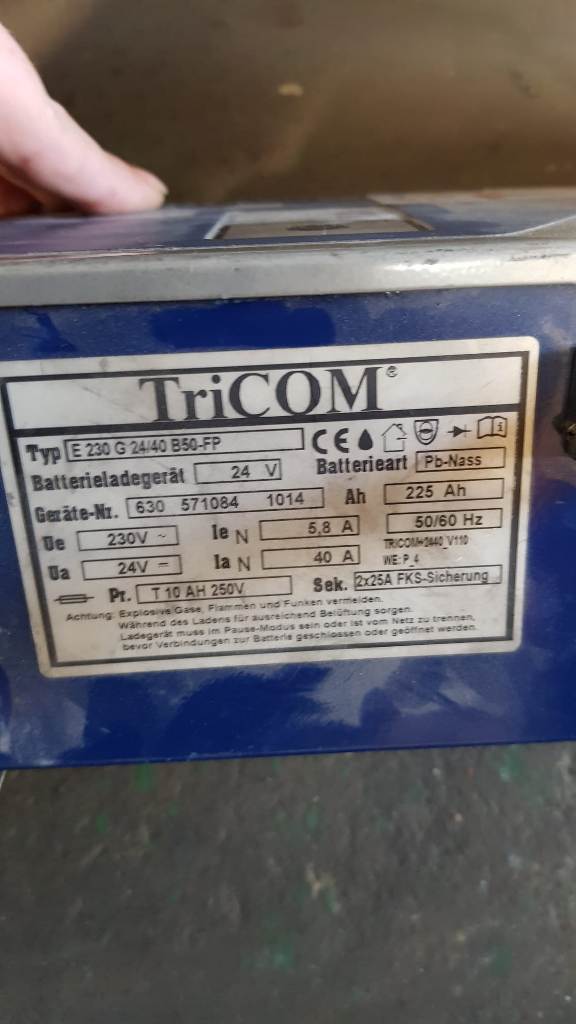 TriCOM®
Typ E 230 G 24/40 B50-FP
Batterieladegerät 24 V Batterieart Pb-Nass
Geräte-Nr. 630 571084 1014 Ah 225 Ah
Ue 230V ~ Ie N 5,8 A 50/60 Hz
Ua 24V = Ia N 40 A TRICOM+2440_V110
WE: P_4
Pr. T 10 AH 250V Sek. 2x25A FKS-Sicherung
Achtung: Explosive Gase, Flammen und Funken vermeiden.
Während des Ladens für ausreichend Belüftung sorgen.
Ladegerät muss im Pause-Modus sein oder ist vom Netz zu trennen,
bevor Verbindungen zur Batterie geschlossen oder geöffnet werden.